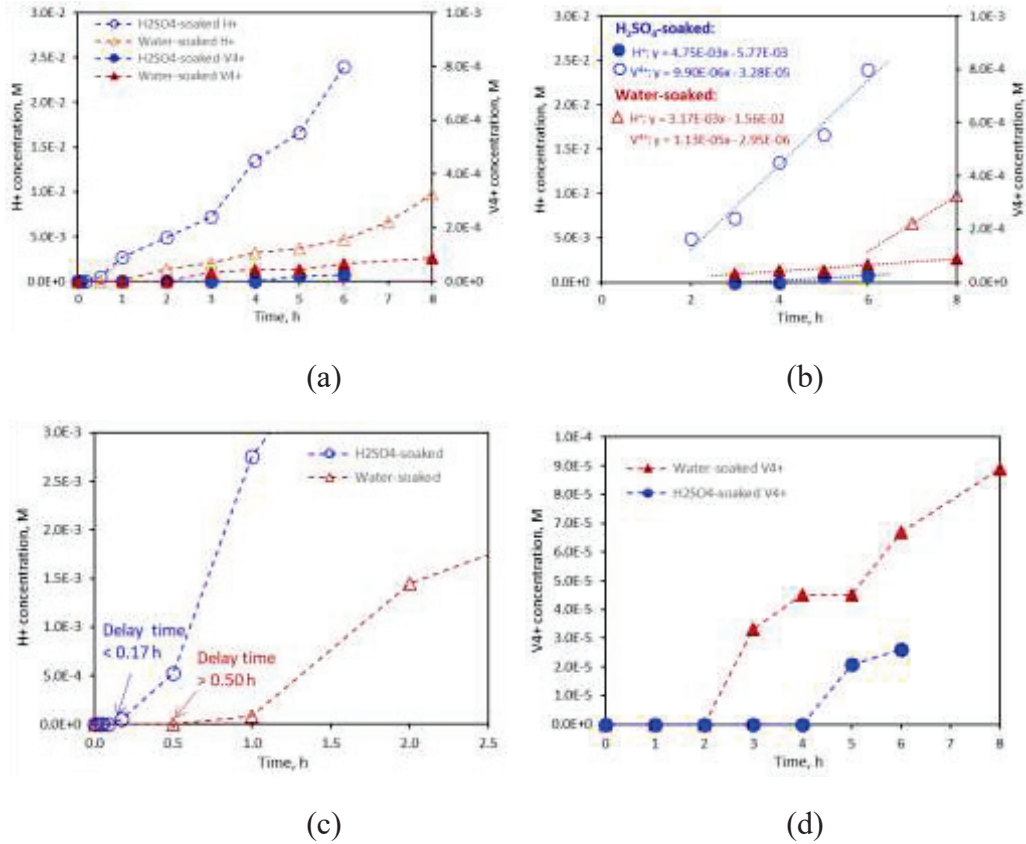 H+ concentration, M
3.0E-2
2.5E-2
2.0E-2
1.5E-2
1.0E-2
5.0E-3
0.0E+0
H2SO4-soaked H+
Water-soaked H+
H2SO4-soaked V4+
Water-soaked V4+
1.0E-3
8.0E-4
6.0E-4
4.0E-4
2.0E-4
0.0E+0
V4+ concentration, M
0 1 2 3 4 5 6 7 8
Time, h
(a)
H+ concentration, M
3.0E-2
2.5E-2
2.0E-2
1.5E-2
1.0E-2
5.0E-3
0.0E+0
H₂SO₄-soaked:
H⁺: y = 4.75E-03x - 5.77E-03
V⁴⁺: y = 9.90E-06x - 3.28E-05
Water-soaked:
H⁺: y = 3.17E-03x - 1.56E-02
V⁴⁺: y = 1.13E-05x - 2.95E-06
1.0E-3
8.0E-4
6.0E-4
4.0E-4
2.0E-4
0.0E+0
V4+ concentration, M
0 2 4 6 8
Time, h
(b)
H+ concentration, M
3.0E-3
2.5E-3
2.0E-3
1.5E-3
1.0E-3
5.0E-4
0.0E+0
H2SO4-soaked
Water-soaked
Delay time
< 0.17 h
Delay time
> 0.50 h
0.0 0.5 1.0 2.0 2.5
Time, h
(c)
V4+ concentration, M
1.0E-4
9.0E-5
8.0E-5
7.0E-5
6.0E-5
5.0E-5
4.0E-5
3.0E-5
2.0E-5
1.0E-5
0.0E+0
Water-soaked V4+
H2SO4-soaked V4+
0 1 2 3 4 5 6 8
Time, h
(d)